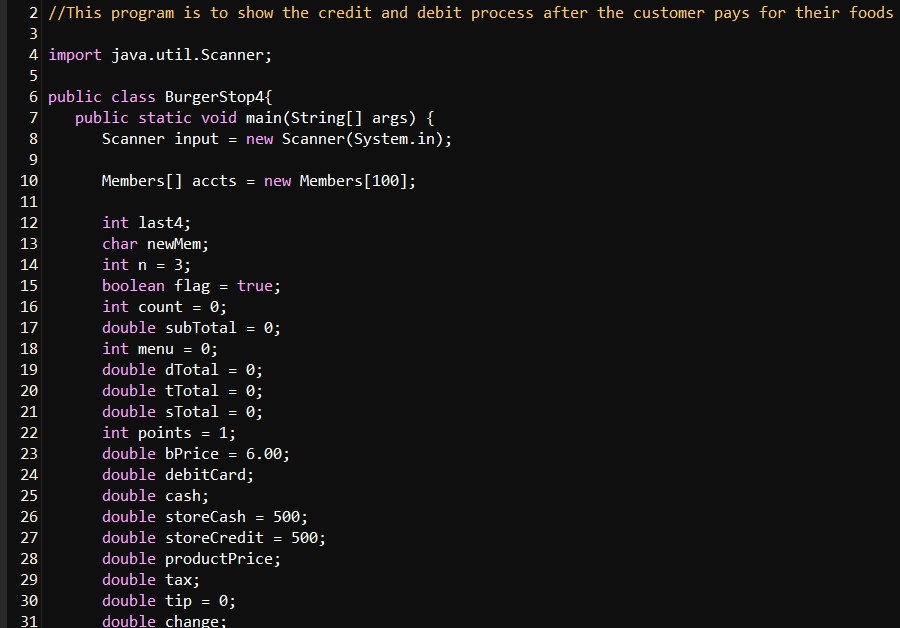 2 //This program is to show the credit and debit process after the customer pays for their foods
3
4 import java.util.Scanner;
5
6 public class BurgerStop4{
7 public static void main(String[] args) {
8 Scanner input = new Scanner(System.in);
9
10 Members[] accts = new Members[100];
11
12 int last4;
13 char newMem;
14 int n = 3;
15 boolean flag = true;
16 int count = 0;
17 double subTotal = 0;
18 int menu = 0;
19 double dTotal = 0;
20 double tTotal = 0;
21 double sTotal = 0;
22 int points = 1;
23 double bPrice = 6.00;
24 double debitCard;
25 double cash;
26 double storeCash = 500;
27 double storeCredit = 500;
28 double productPrice;
29 double tax;
30 double tip = 0;
31 double change;